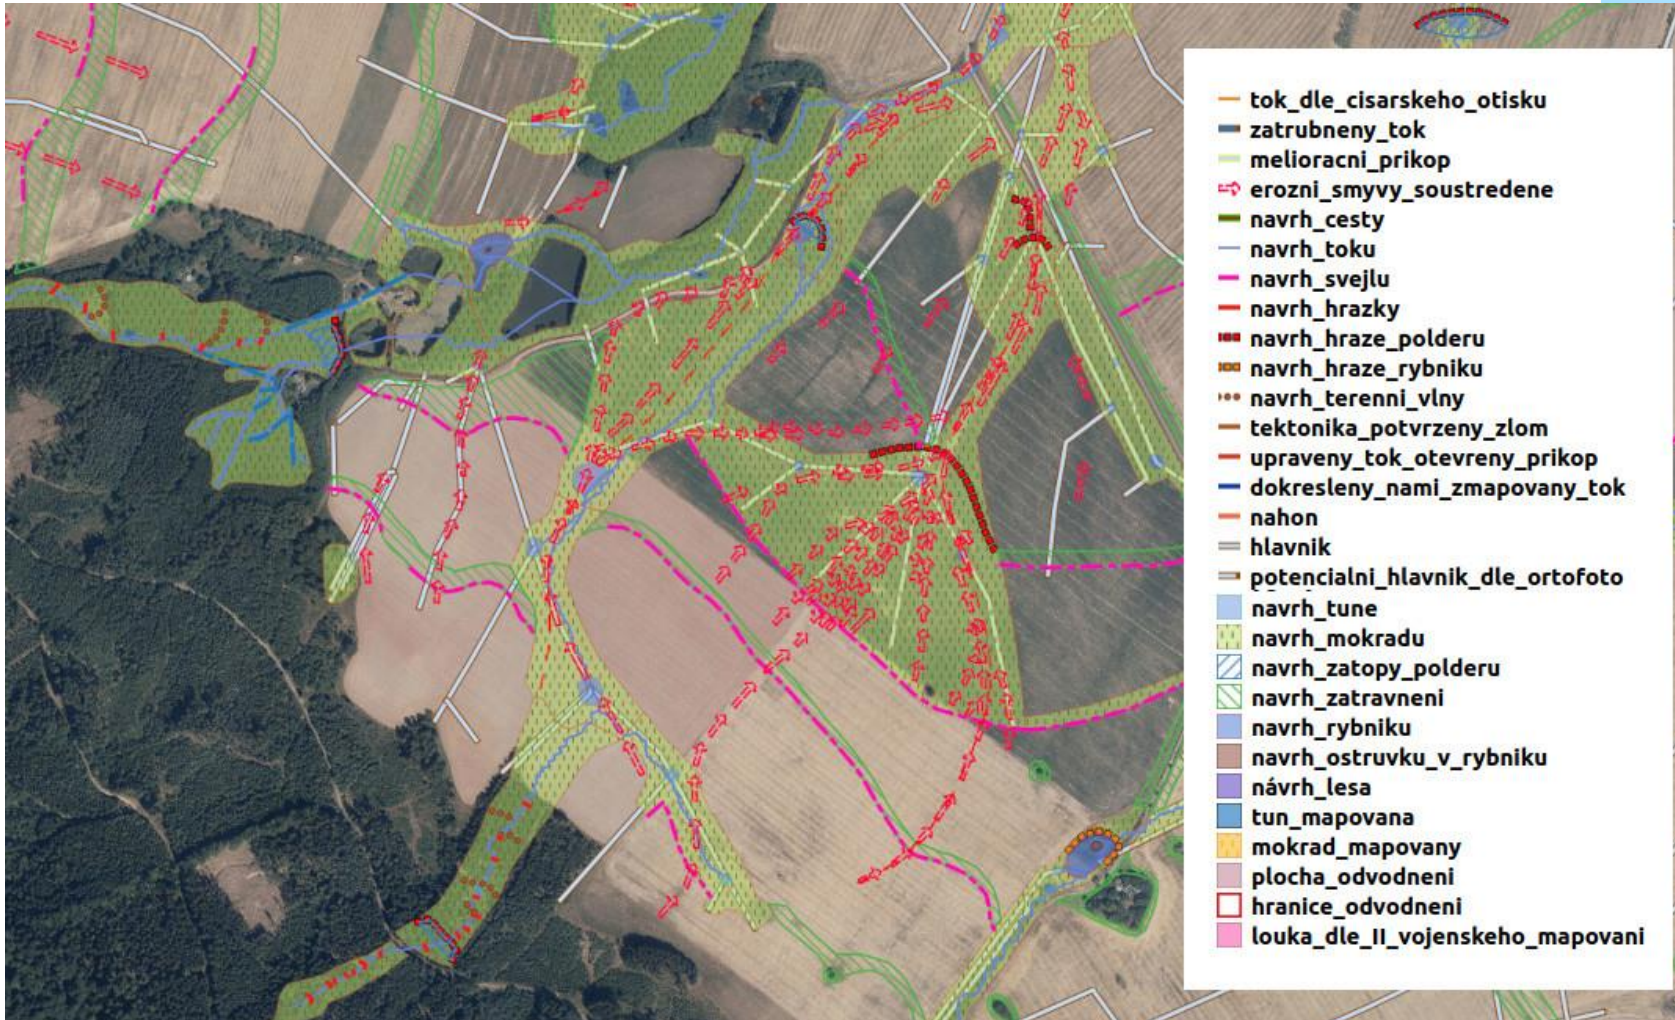 tok_dle_cisarskeho_otisku
zatrubneny_tok
melioracni_prikop
erozni_smyvy_soustredene
navrh_cesty
navrh_toku
navrh_svejlu
navrh_hrazky
navrh_hraze_polderu
navrh_hraze_rybniku
navrh_terenni_vlny
tektonika_potvrzeny_zlom
upraveny_tok_otevreny_prikop
dokresleny_nami_zmapovany_tok
nahon
hlavnik
potencialni_hlavnik_dle_ortofoto
navrh_tune
navrh_mokradu
navrh_zatopy_polderu
navrh_zatravneni
navrh_rybniku
navrh_ostruvku_v_rybniku
návrh_lesa
tun_mapovana
mokrad_mapovany
plocha_odvodneni
hranice_odvodneni
louka_dle_II_vojenskeho_mapovani